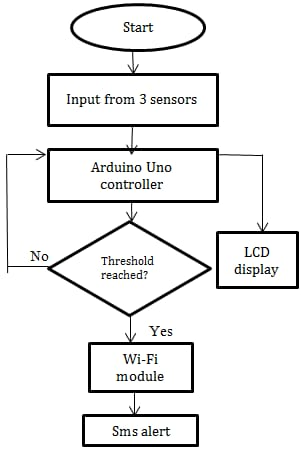 Start
Input from 3 sensors
Arduino Uno
controller
Threshold
reached?
No
LCD
display
Yes
Wi-Fi
module
Sms alert